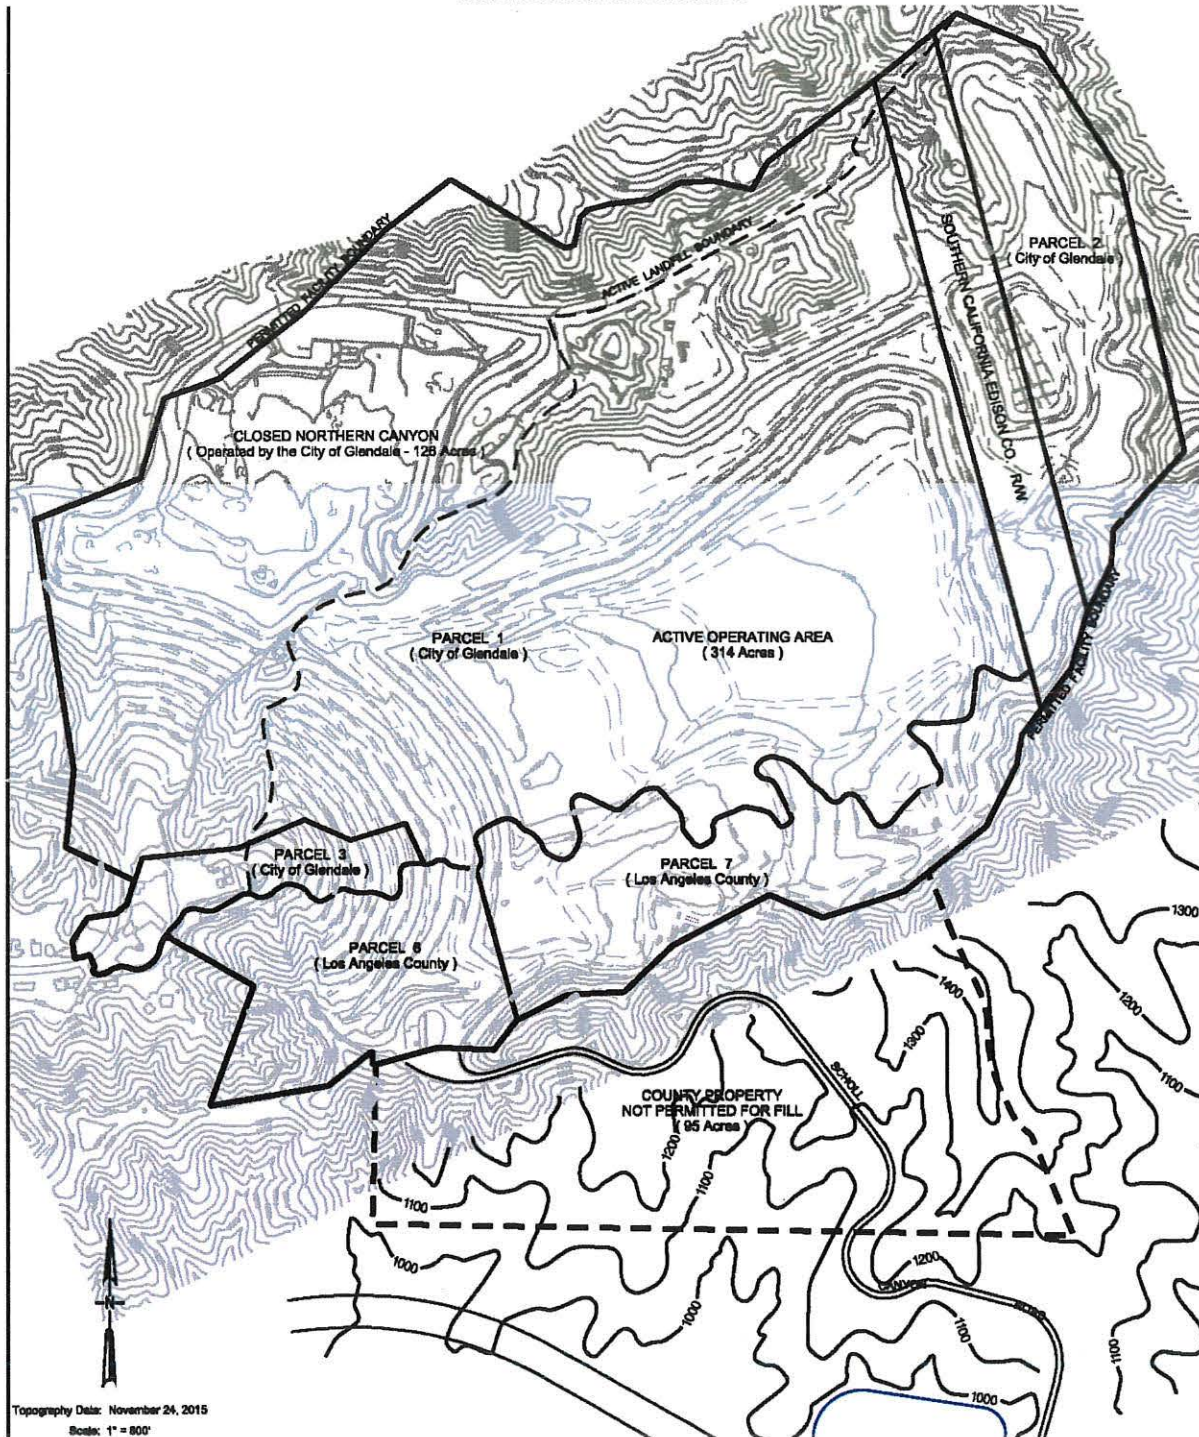 PERMITTED FACILITY BOUNDARY
ACTIVE LANDFILL BOUNDARY
SOUTHERN CALIFORNIA EDISON CO., R/W
PARCEL 2
( City of Glendale )
CLOSED NORTHERN CANYON
( Operated by the City of Glendale - 126 Acres )
PARCEL 1
( City of Glendale )
ACTIVE OPERATING AREA
( 314 Acres )
PERMITTED FACILITY BOUNDARY
PARCEL 3
( City of Glendale )
PARCEL 7
( Los Angeles County )
PARCEL 6
( Los Angeles County )
1300
1400
1200
1300
1100
SCHOLL
COUNTY PROPERTY
NOT PERMITTED FOR FILL
( 95 Acres )
1200
1100
1100
1000
1200
CANYON
ROAD
1000
1100
1100
1000
N
Topography Date: November 24, 2015
Scale: 1" = 800'